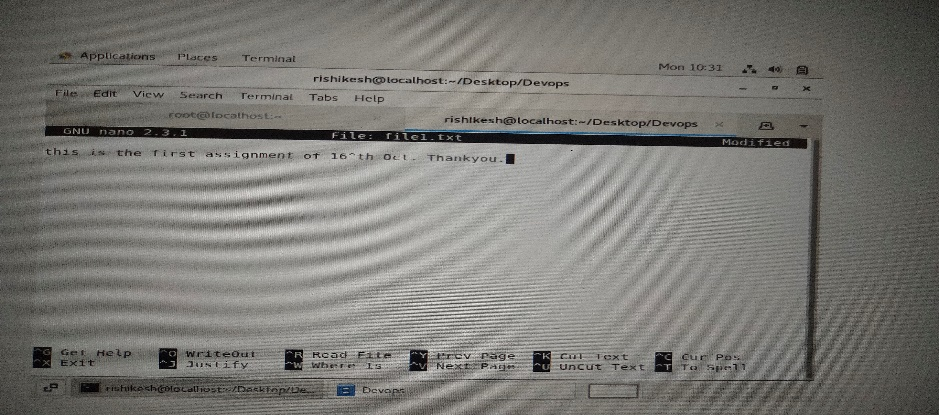 Applications Places Terminal Mon 10:31
rishikesh@localhost:~/Desktop/Devops
File Edit View Search Terminal Tabs Help
root@localhost:~ rishikesh@localhost:~/Desktop/Devops
GNU nano 2.3.1 File: file1.txt Modified
this is the first assignment of 16^th Oct. Thankyou.
^G Get Help ^O WriteOut ^R Read File ^Y Prev Page ^K Cut Text ^C Cur Pos
^X Exit ^J Justify ^W Where Is ^V Next Page ^U UnCut Text ^T To Spell
rishikesh@localhost:~/Desktop/De... Devops